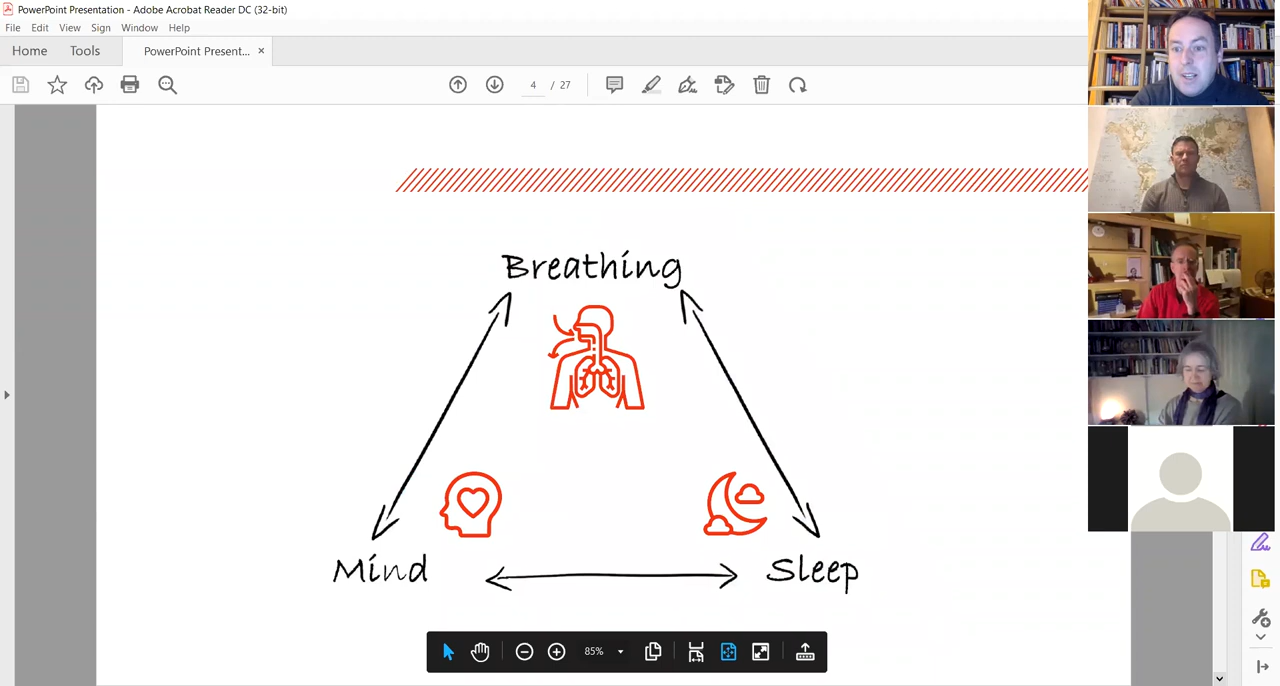 PowerPoint Presentation - Adobe Acrobat Reader DC (32-bit)
File Edit View Sign Window Help
Home Tools PowerPoint Present... ×
4 / 27
Breathing
Mind
Sleep
85%